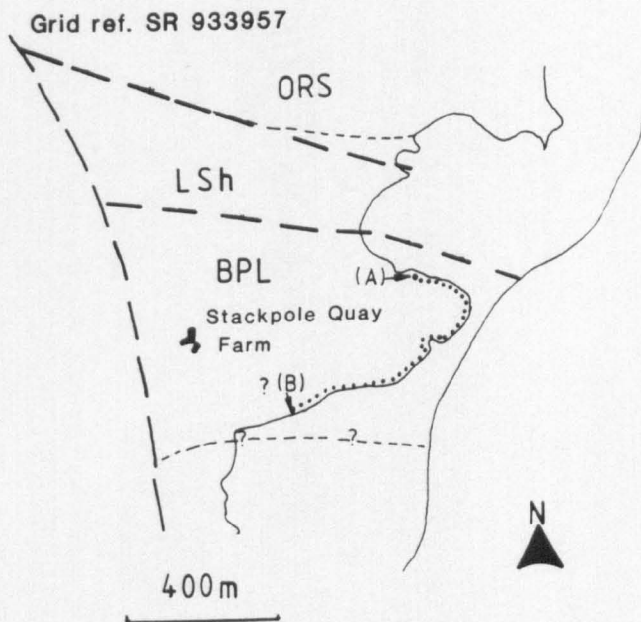 Grid ref. SR 933957
ORS
LSh
BPL
(A)
Stackpole Quay
Farm
? (B)
? ?
N
400m